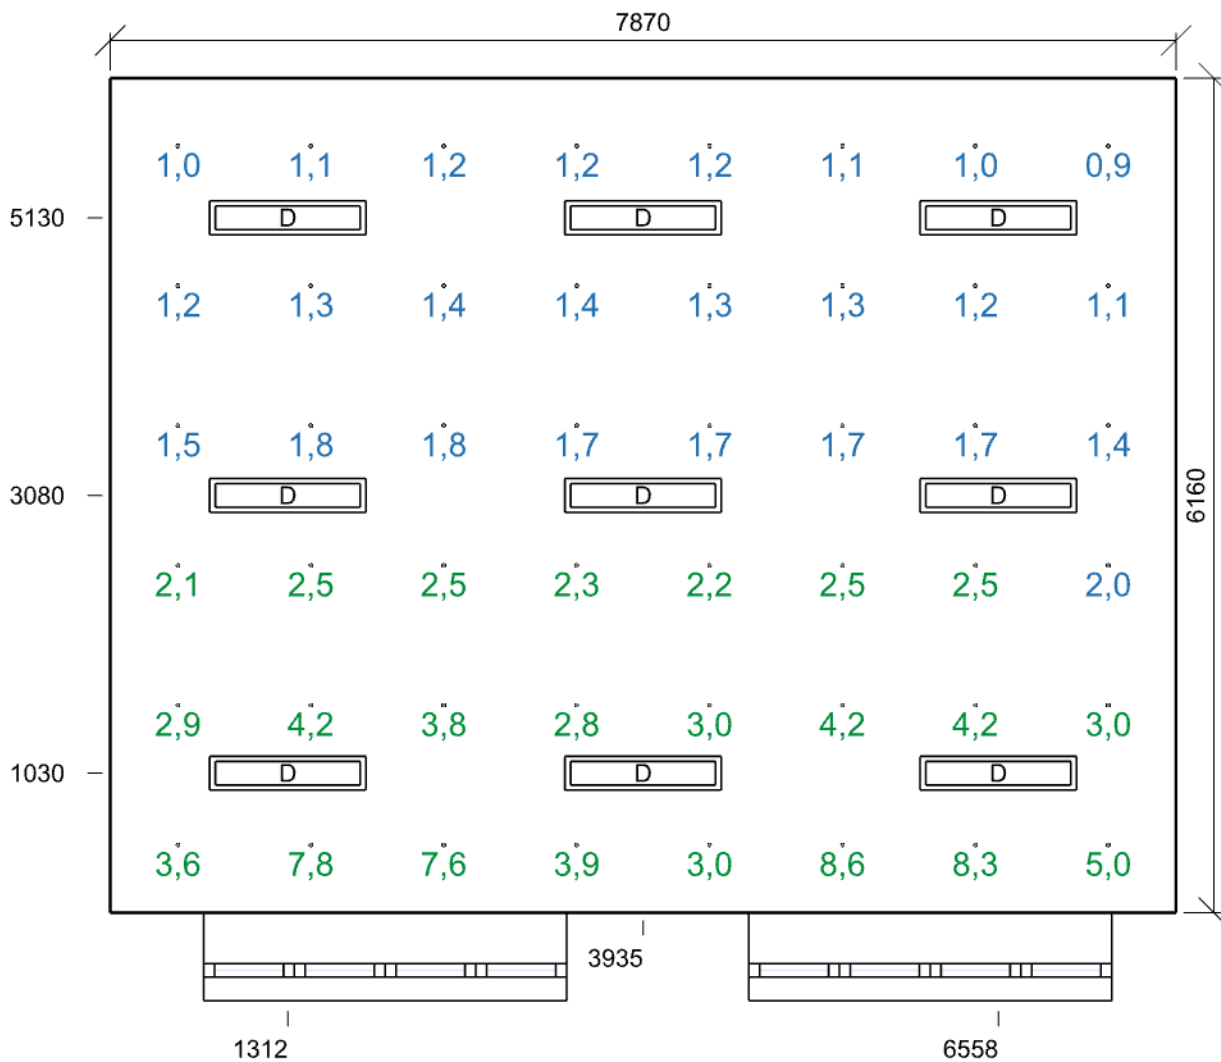 7870
1,0 1,1 1,2 1,2 1,2 1,1 1,0 0,9
5130 D D D
1,2 1,3 1,4 1,4 1,3 1,3 1,2 1,1
1,5 1,8 1,8 1,7 1,7 1,7 1,7 1,4
3080 D D D 6160
2,1 2,5 2,5 2,3 2,2 2,5 2,5 2,0
2,9 4,2 3,8 2,8 3,0 4,2 4,2 3,0
1030 D D D
3,6 7,8 7,6 3,9 3,0 8,6 8,3 5,0
3935
1312 6558